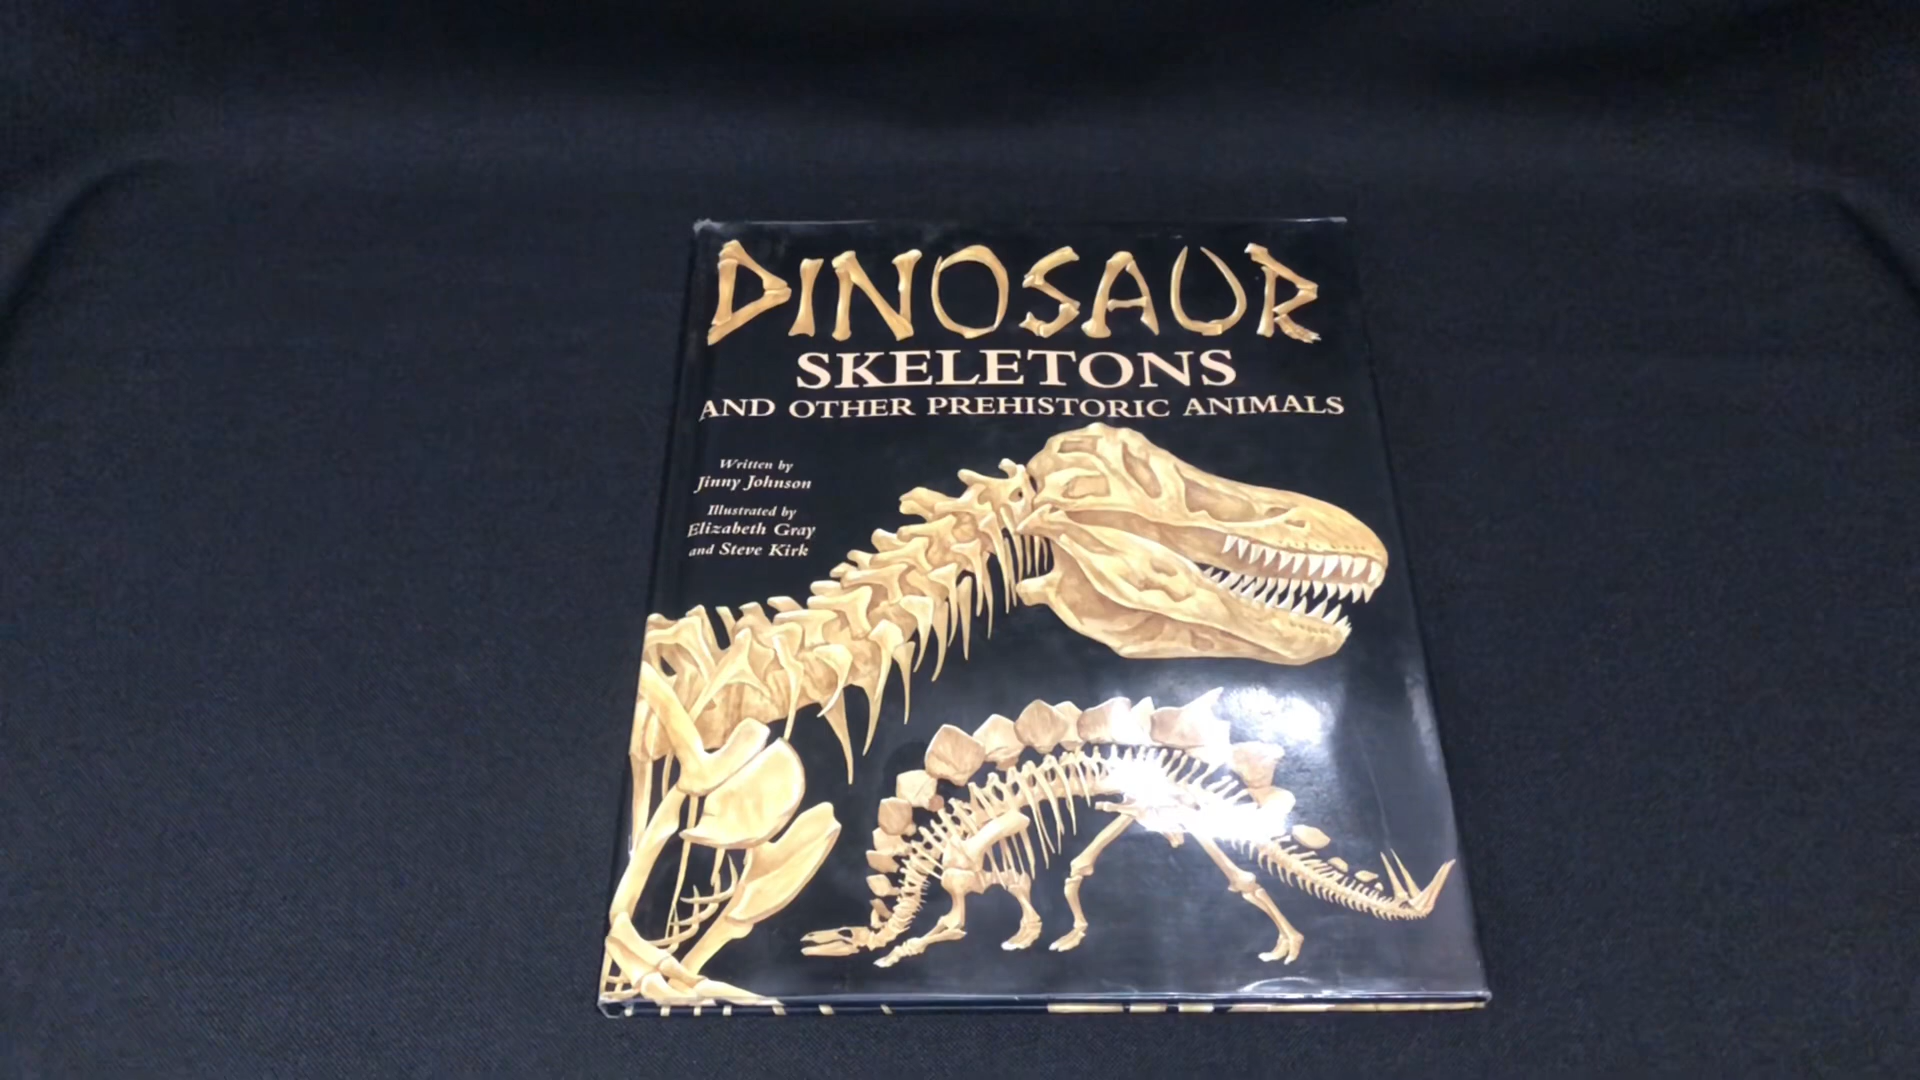 DINOSAUR
SKELETONS
AND OTHER PREHISTORIC ANIMALS
Written by
Jinny Johnson
Illustrated by
Elizabeth Gray
and Steve Kirk